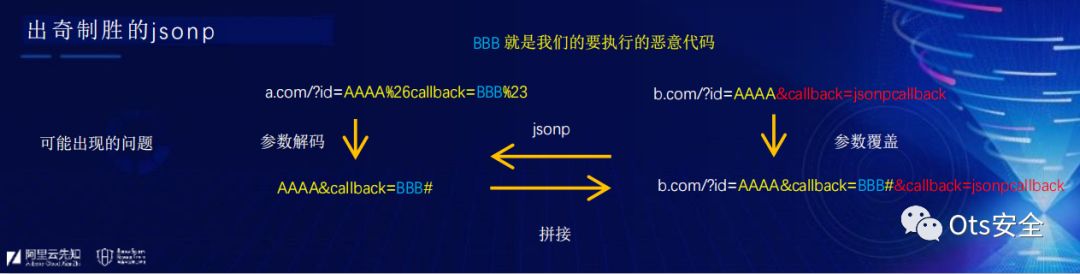 出奇制胜的jsonp
BBB 就是我们的要执行的恶意代码
a.com/?id=AAAA%26callback=BBB%23
b.com/?id=AAAA&callback=jsonpcallback
可能出现的问题
参数解码
jsonp
参数覆盖
AAAA&callback=BBB#
b.com/?id=AAAA&callback=BBB#&callback=jsonpcallback
拼接
Ots安全
阿里云先知